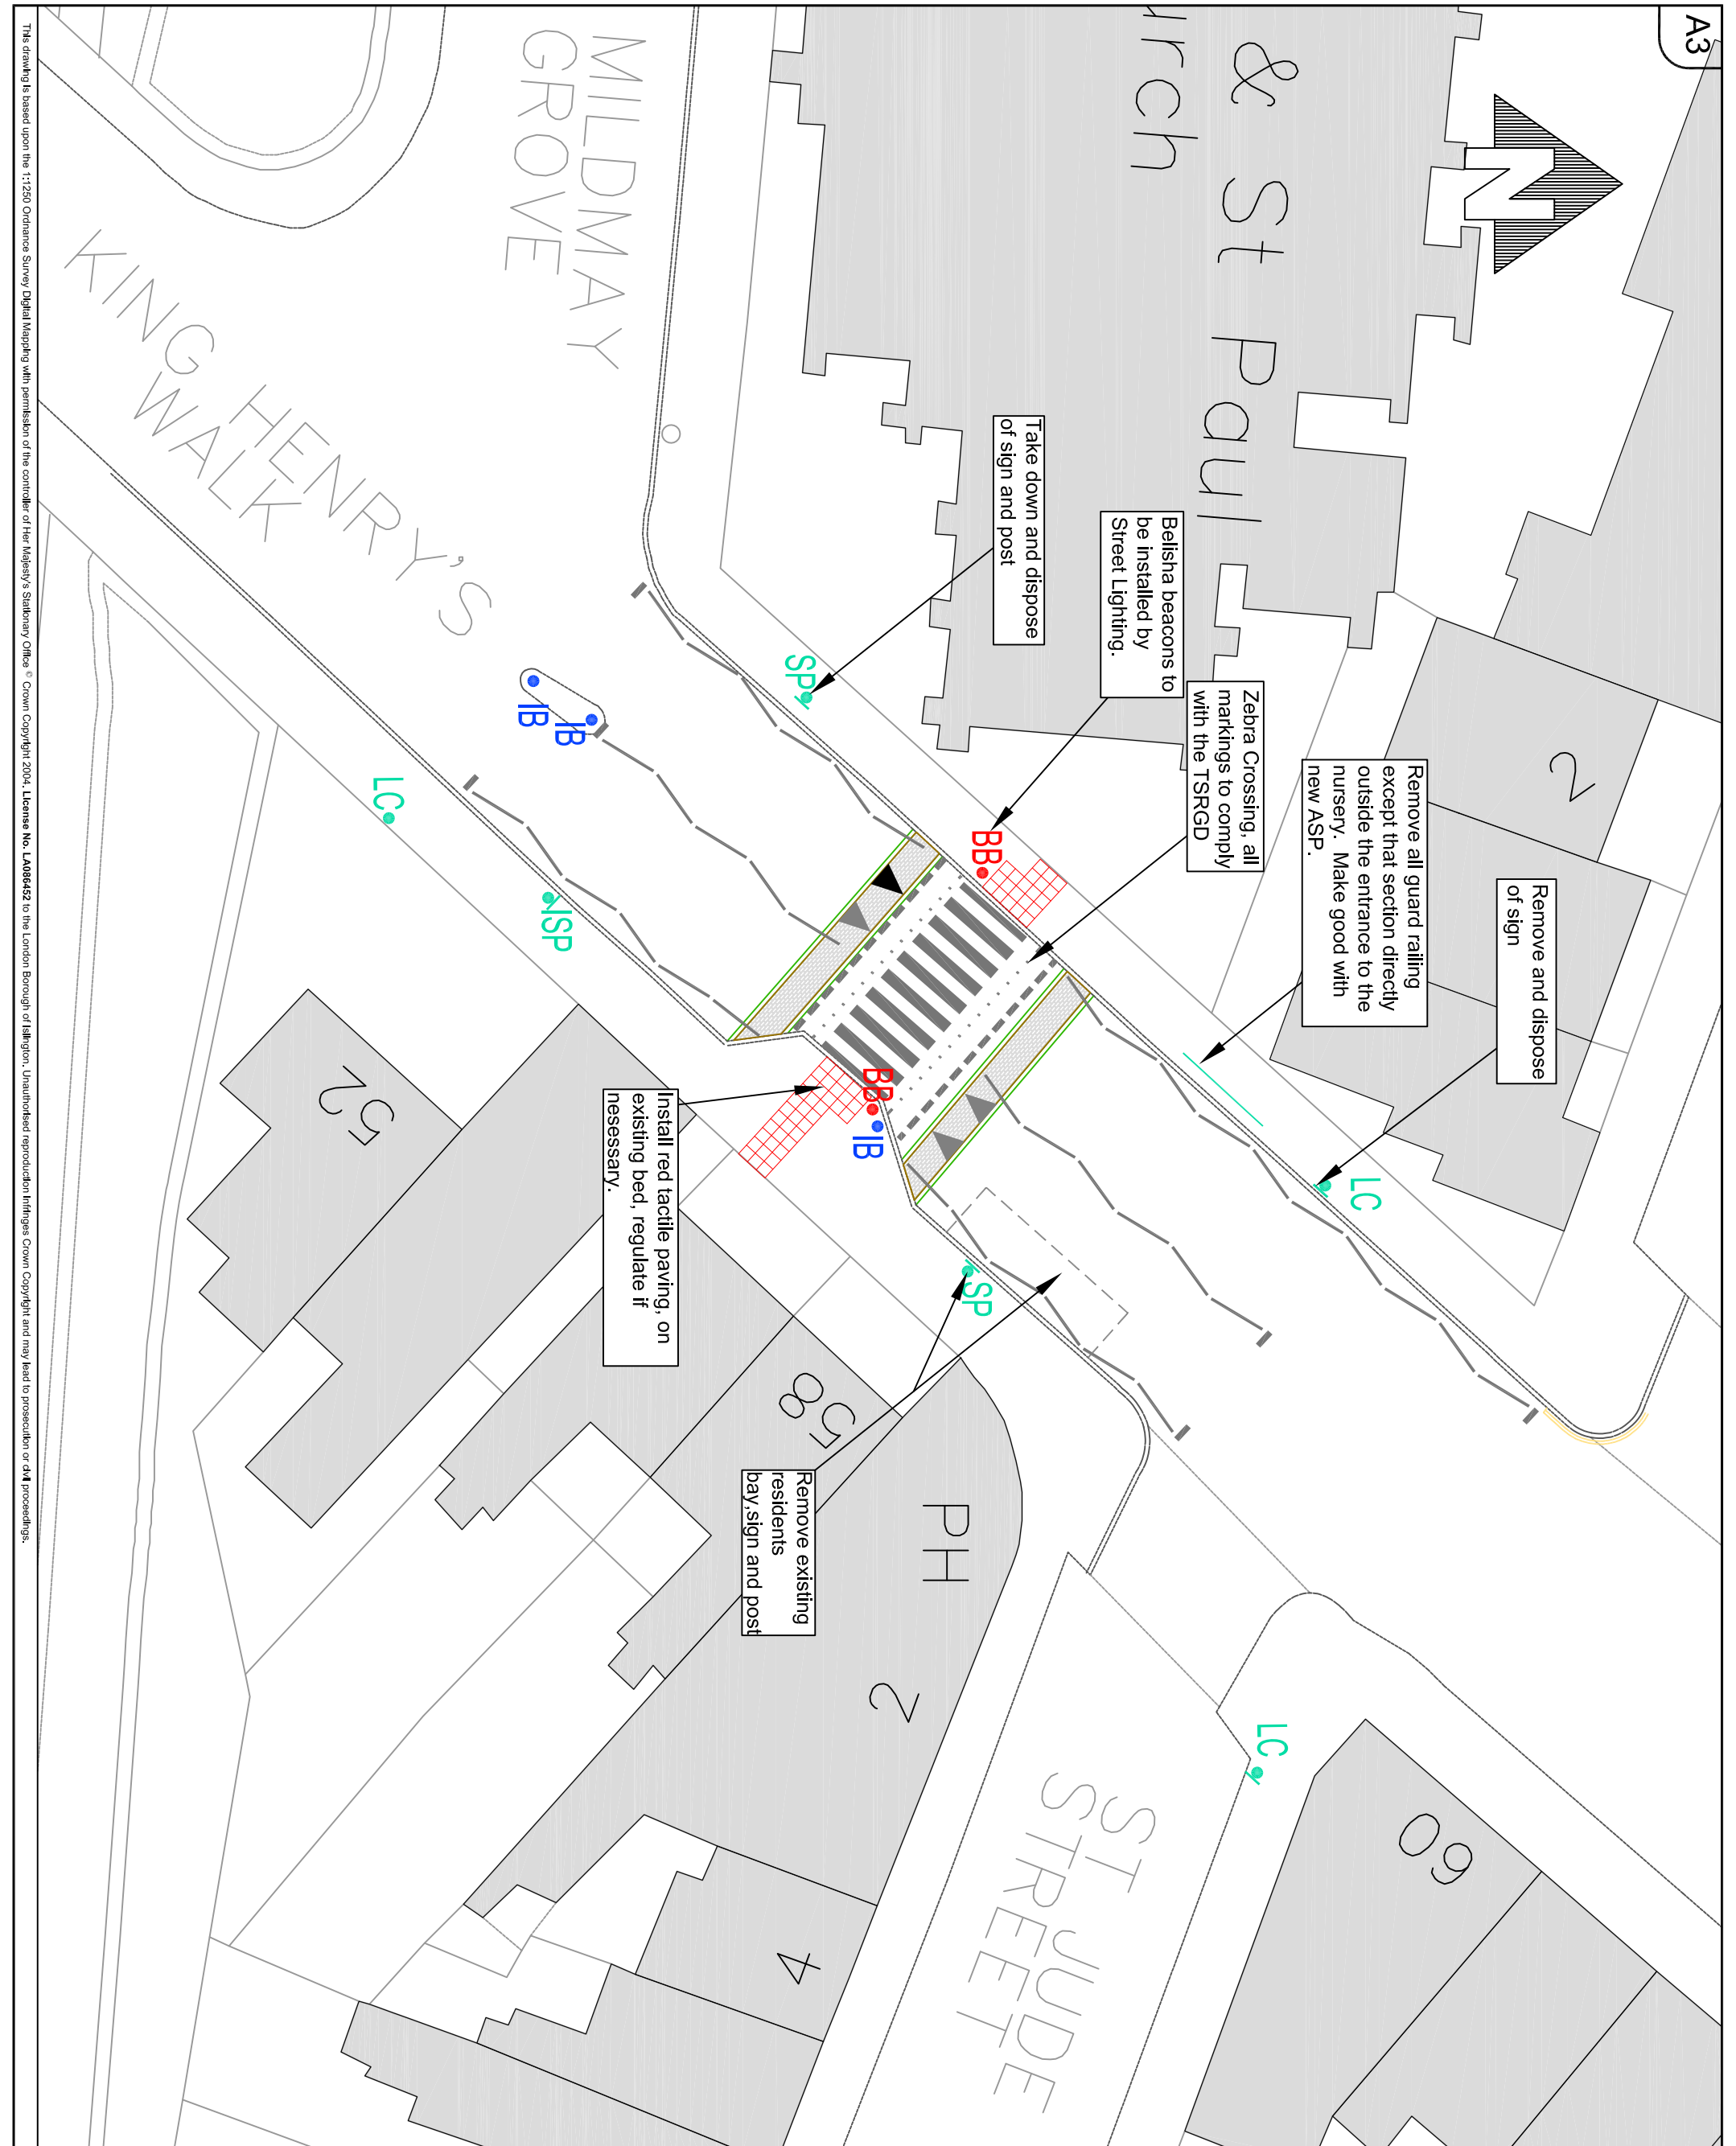 A3
N
& St Paul
urch
2
MILDMAY
GROVE
KING HENRY'S
WALK
Remove and dispose
of sign
Remove all guard railing
except that section directly
outside the entrance to the
nursery. Make good with
new ASP.
Zebra Crossing, all
markings to comply
with the TSRGD
Belisha beacons to
be installed by
Street Lighting.
Take down and dispose
of sign and post
SP
BB
LC
IB
IB
LC
ISP
BB
IB
SP
Install red tactile paving, on
existing bed, regulate if
nesessary.
Remove existing
residents
bay,sign and post
52
58
PH
2
4
LC
60
ST JUDE
STREET
This drawing is based upon the 1:1250 Ordnance Survey Digital Mapping with permission of the controller of Her Majesty's Stationary Office © Crown Copyright 2004. License No. LA086452 to the London Borough of Islington. Unauthorised reproduction infringes Crown Copyright and may lead to prosecution or civil proceedings.